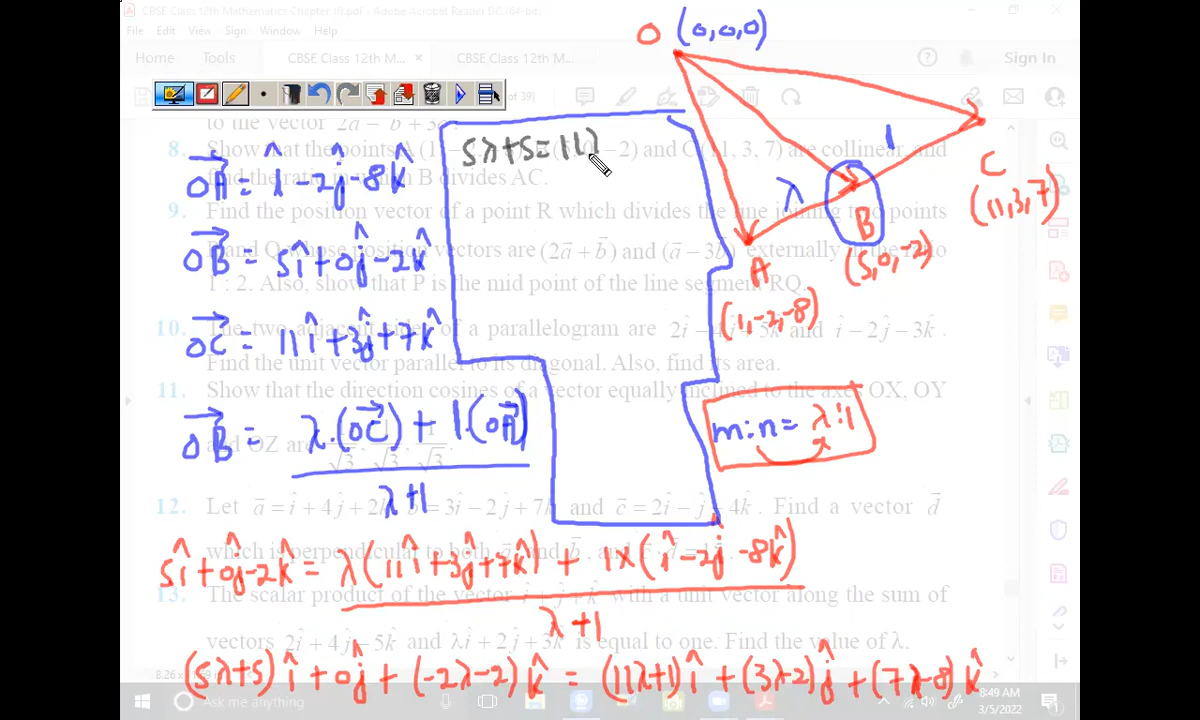 CBSE Class 12th Mathematics Chapter 10.pdf - Adobe Acrobat Reader DC (64-bit)
File Edit View Sign Window Help
Home Tools CBSE Class 12th M... × CBSE Class 12th M... Sign In
of 39)
O (0,0,0)
to the vector
5λ+5=11λ
8. Show that the points A (1, -2) and C 1, 3, 7) are collinear, and
find the ratio in which B divides AC.
OA = î - 2ĵ - 8k̂
λ 1 C
(11,3,7)
B
(5,0,-2)
A
(1,-2,-8)
9. Find the position vector of a point R which divides the line joining two points
OB = 5î + 0ĵ - 2k̂
and Q whose position vectors are (2a⃗ + b⃗) and (a⃗ - 3b⃗) externally in the ratio
1 : 2. Also, show that P is the mid point of the line segment RQ.
10. The two adjacent sides of a parallelogram are 2î - 4ĵ + 5k̂ and î - 2ĵ - 3k̂.
OC = 11î + 3ĵ + 7k̂
Find the unit vector parallel to its diagonal. Also, find its area.
11. Show that the direction cosines of a vector equally inclined to the axes OX, OY
and OZ are
OB = λ.(OC) + 1.(OA)
λ+1
m:n = λ:1
12. Let a⃗ = î + 4ĵ + 2k̂ = 3î - 2ĵ + 7k̂ and c⃗ = 2î - ĵ + 4k̂. Find a vector d⃗
which is perpendicular to both
5î + 0ĵ - 2k̂ = λ(11î + 3ĵ + 7k̂) + 1×(î - 2ĵ - 8k̂)
λ+1
13. The scalar product of the vector î + ĵ + k̂ with a unit vector along the sum of
vectors 2î + 4ĵ - 5k̂ and λî + 2ĵ + 3k̂ is equal to one. Find the value of λ.
(5λ+5)î + 0ĵ + (-2λ-2)k̂ = (11λ+1)î + (3λ-2)ĵ + (7λ-8)k̂
8.26 x 11
Ask me anything
8:49 AM
3/5/2022